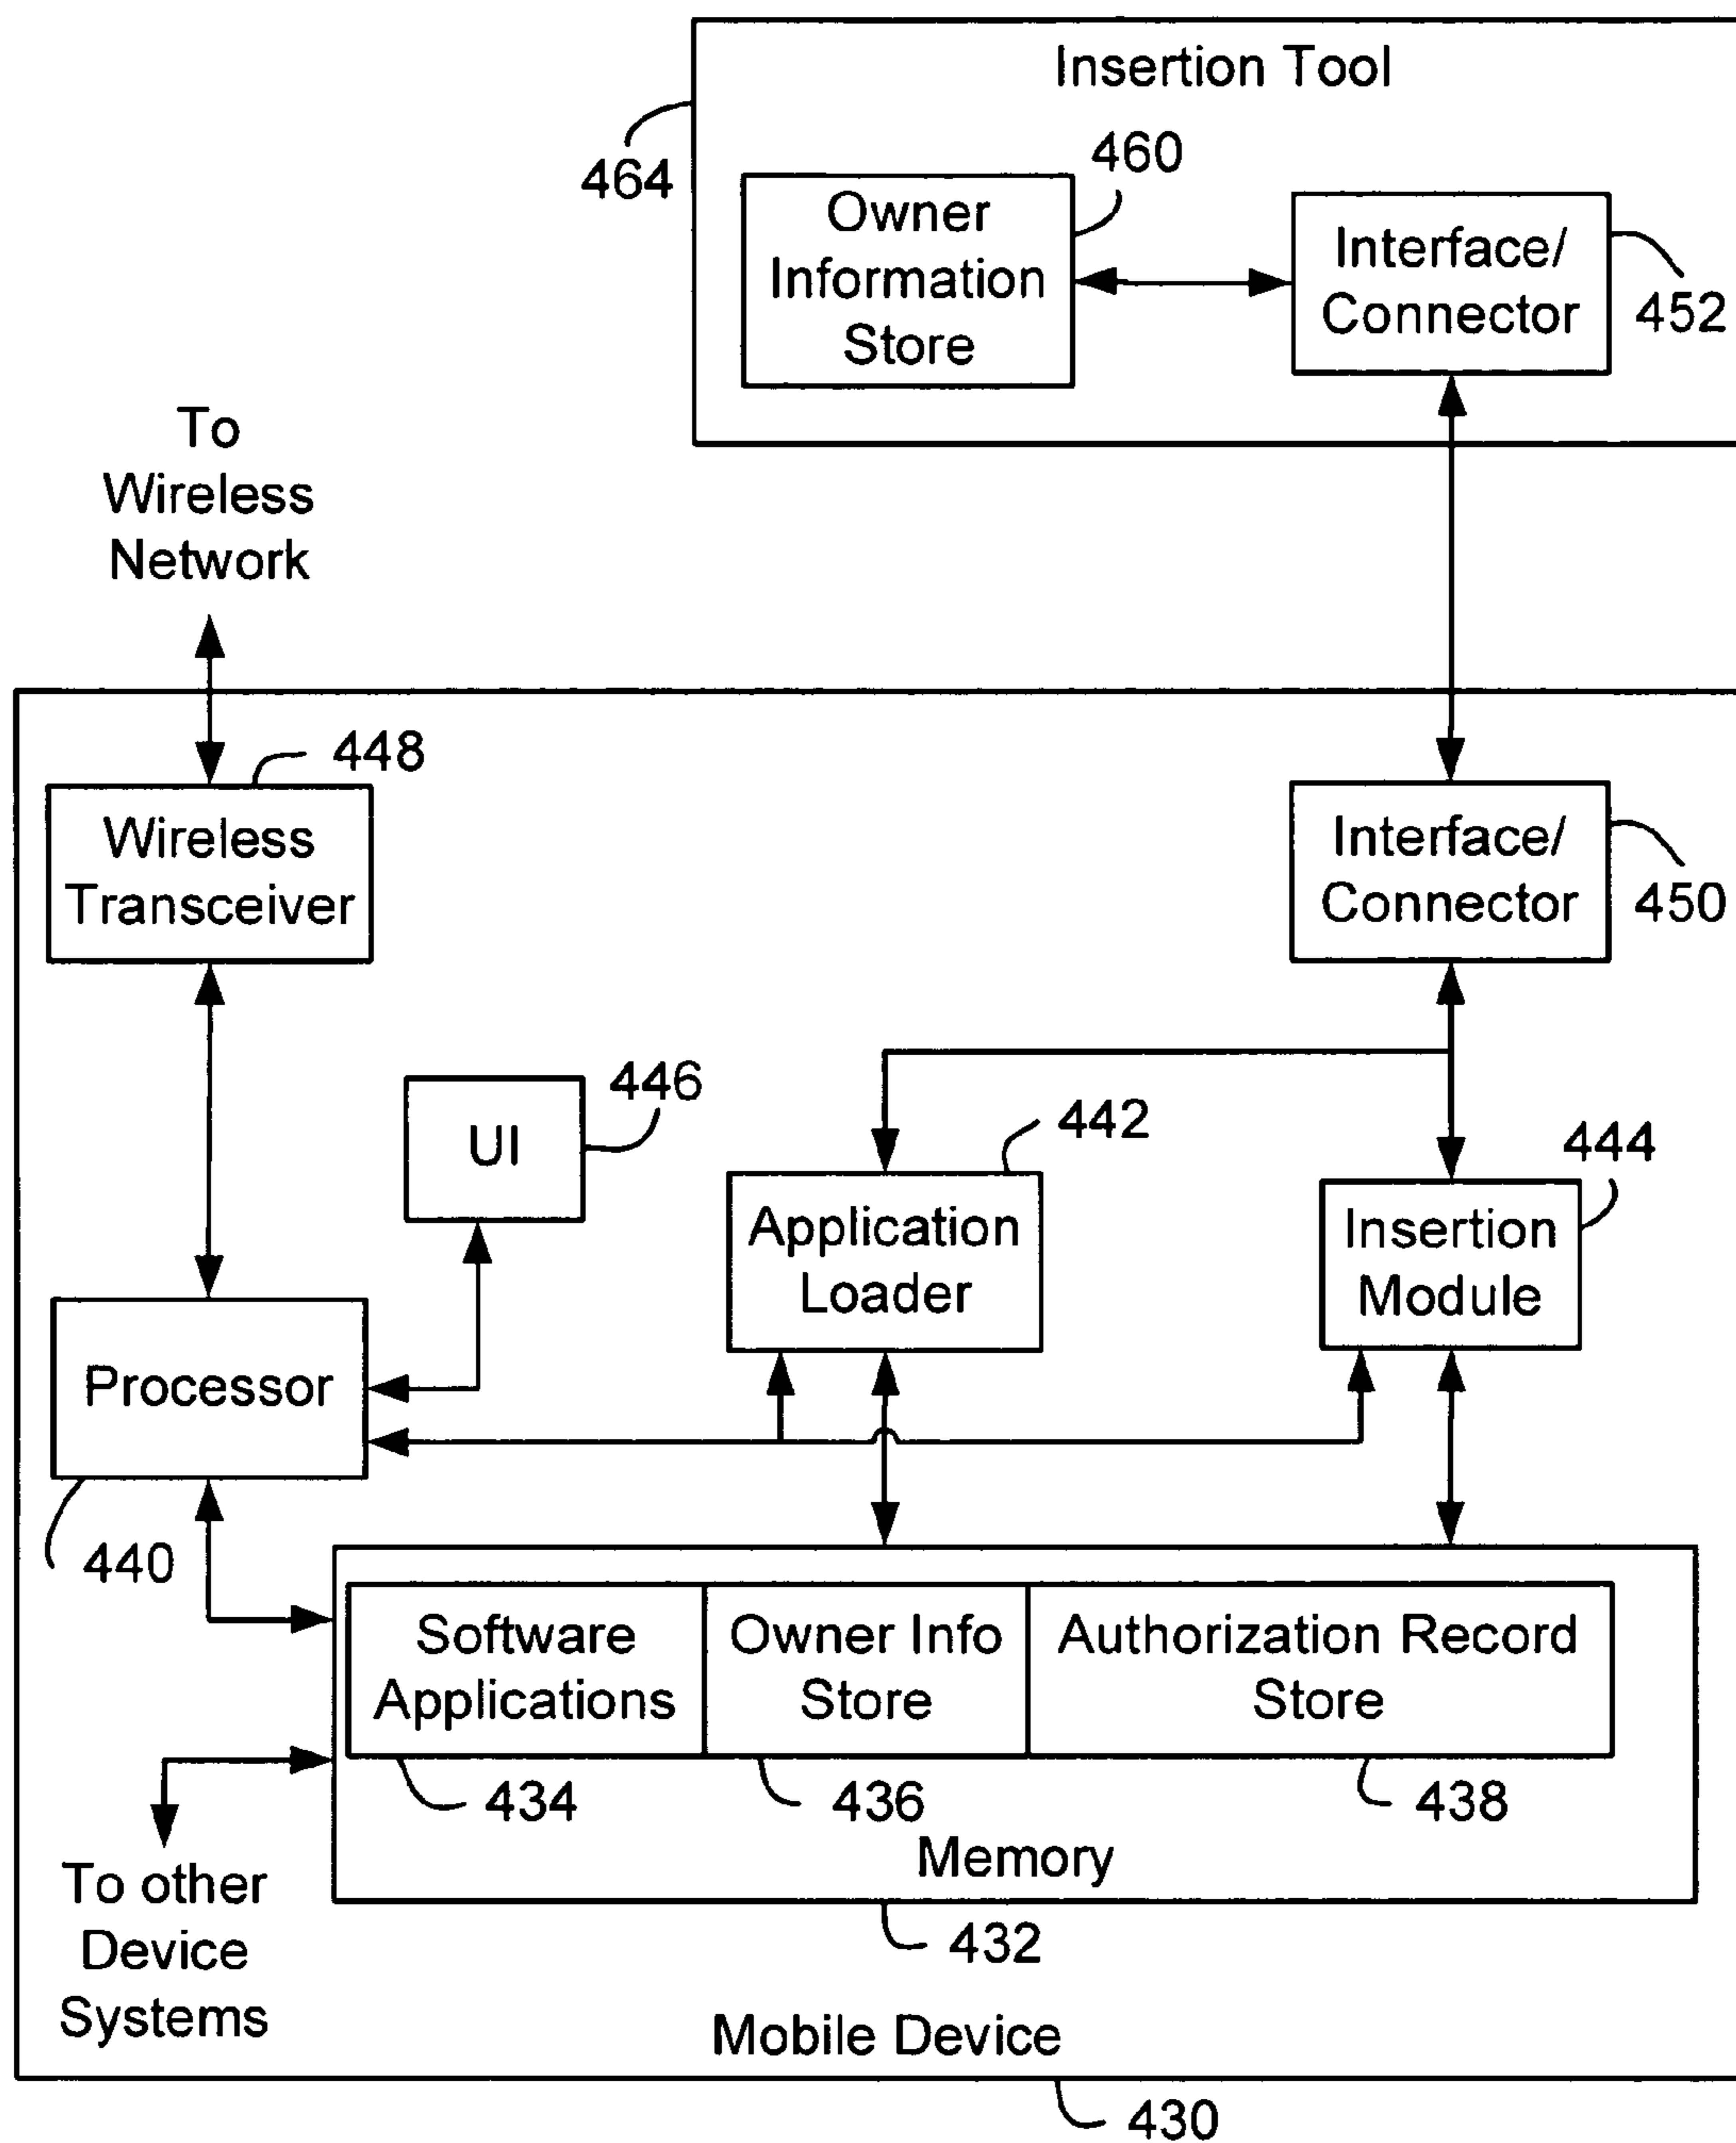 Insertion Tool
464
460
Owner
Information
Store
Interface/
Connector
452
To
Wireless
Network
448
Wireless
Transceiver
Interface/
Connector
450
446
UI
442
Application
Loader
444
Insertion
Module
Processor
440
Software
Applications
Owner Info
Store
Authorization Record
Store
434
436
438
Memory
432
To other
Device
Systems
Mobile Device
430